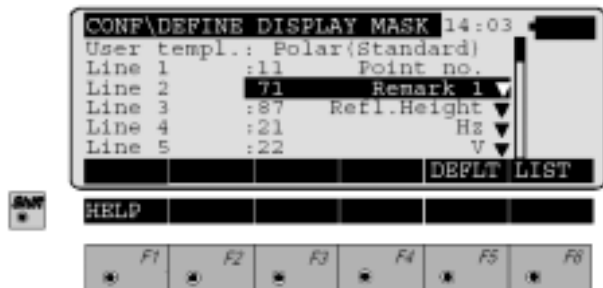 CONF\DEFINE DISPLAY MASK 14:03
User templ.: Polar(Standard)
Line 1 :11 Point no.
Line 2 71 Remark 1
Line 3 :87 Refl.Height
Line 4 :21 Hz
Line 5 :22 V
DEFLT LIST
Shift HELP
F1 F2 F3 F4 F5 F6